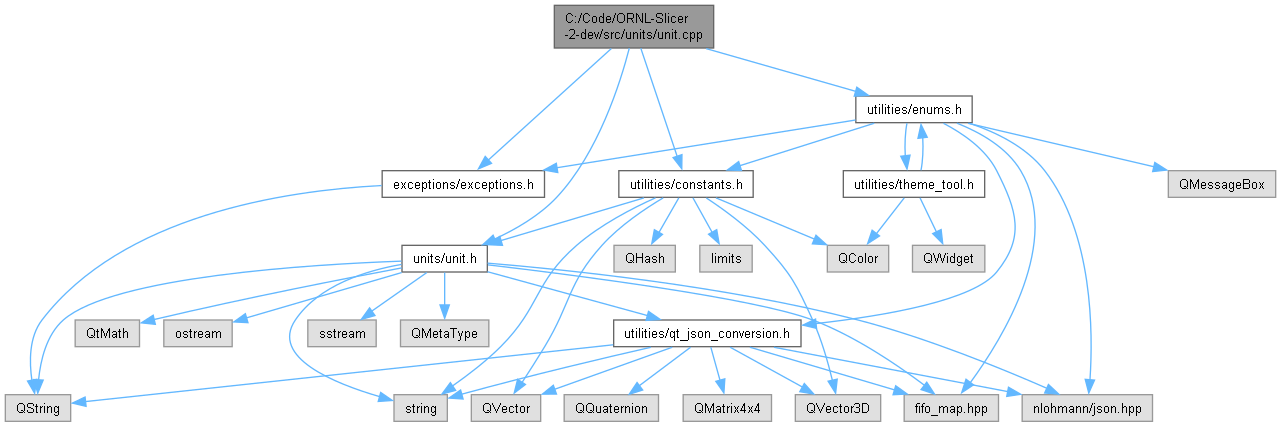 C:/Code/ORNL-Slicer
-2-dev/src/units/unit.cpp
utilities/enums.h
exceptions/exceptions.h
utilities/constants.h
utilities/theme_tool.h
QMessageBox
units/unit.h
QHash
limits
QColor
QWidget
QtMath
ostream
sstream
QMetaType
utilities/qt_json_conversion.h
QString
string
QVector
QQuaternion
QMatrix4x4
QVector3D
fifo_map.hpp
nlohmann/json.hpp